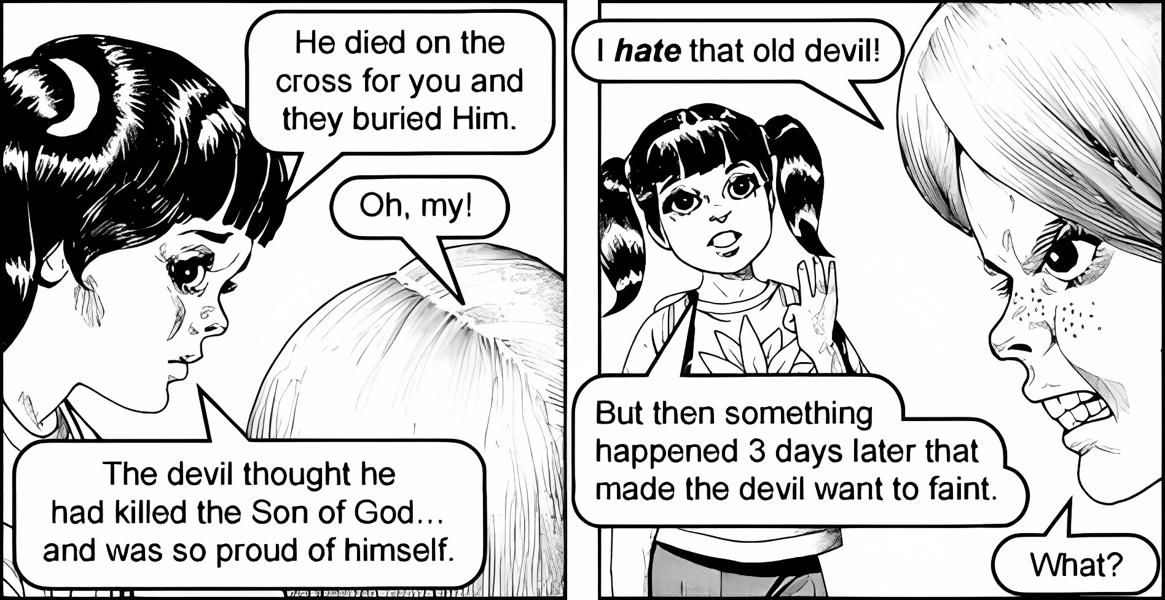 He died on the
cross for you and
they buried Him.
Oh, my!
The devil thought he
had killed the Son of God...
and was so proud of himself.
I hate that old devil!
But then something
happened 3 days later that
made the devil want to faint.
What?